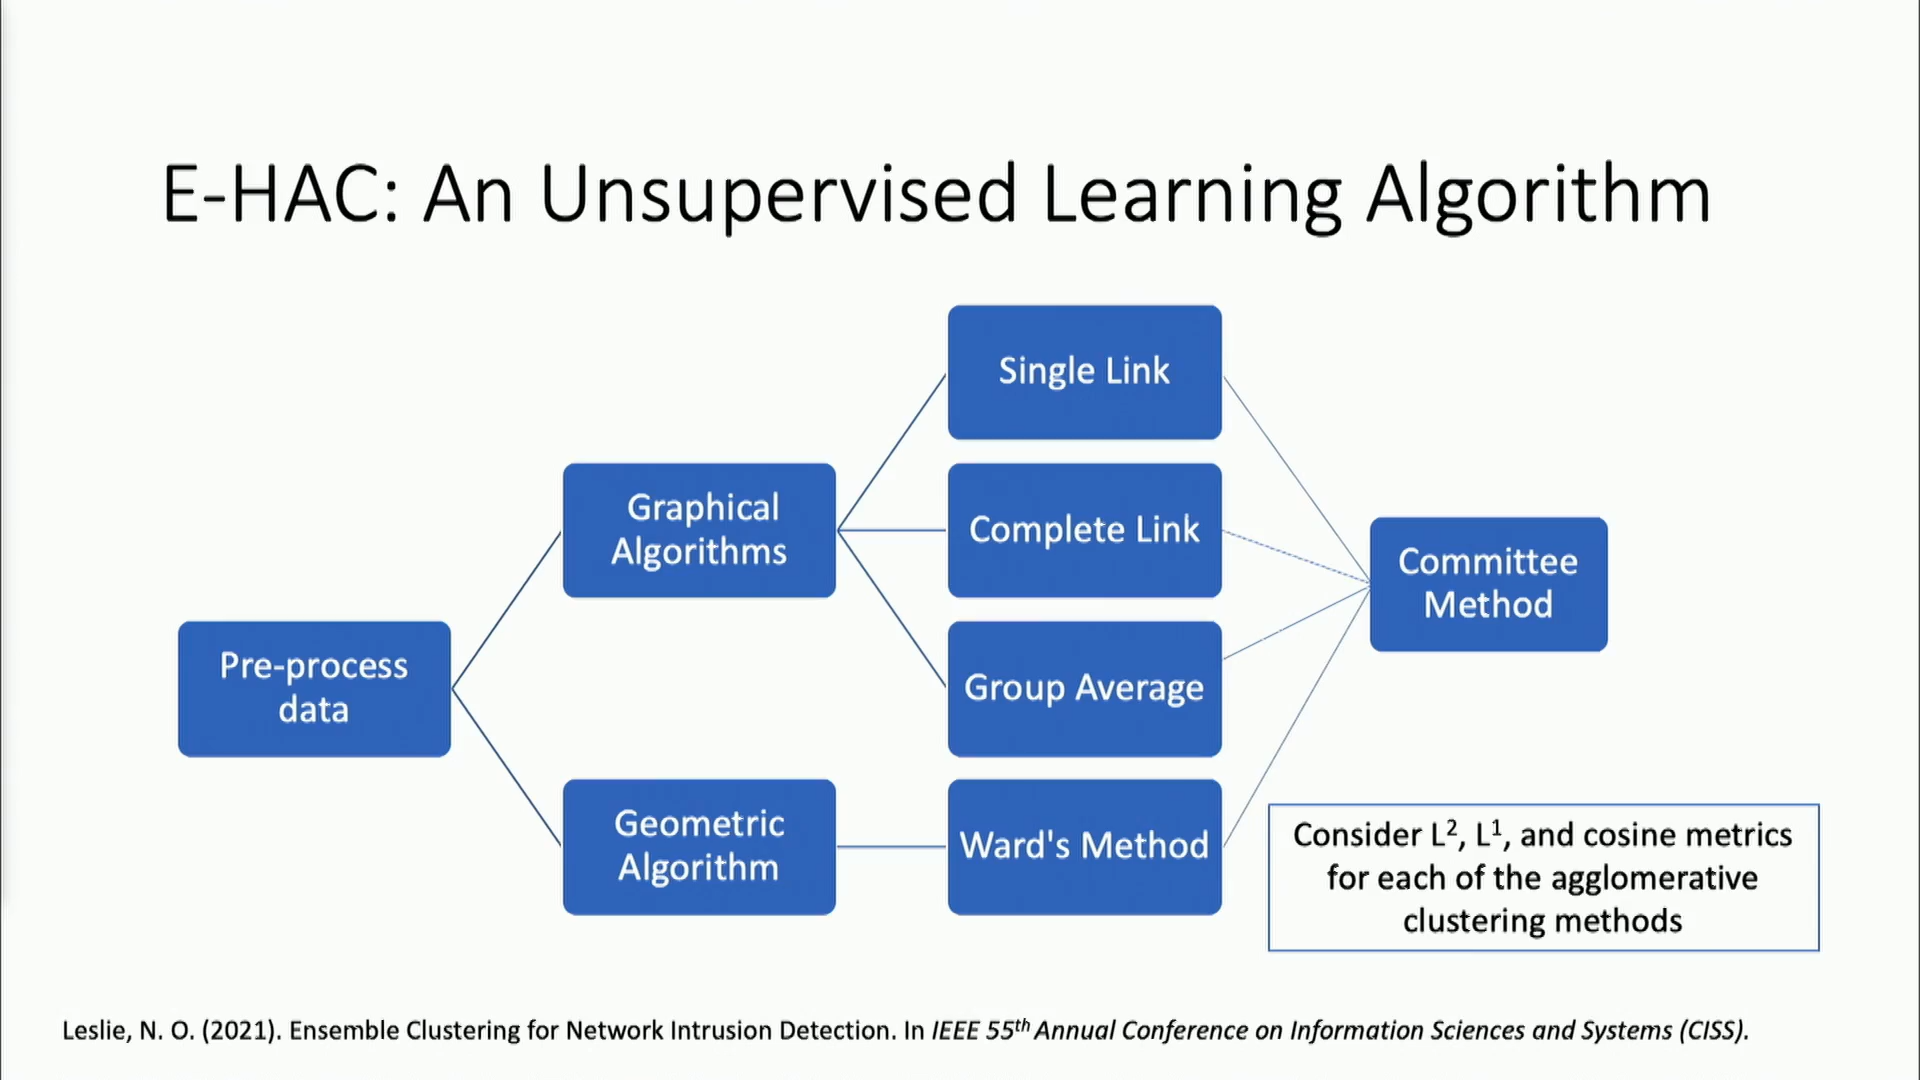 E-HAC: An Unsupervised Learning Algorithm
Pre-process
data
Graphical
Algorithms
Geometric
Algorithm
Single Link
Complete Link
Group Average
Ward's Method
Committee
Method
Consider L², L¹, and cosine metrics
for each of the agglomerative
clustering methods
Leslie, N. O. (2021). Ensemble Clustering for Network Intrusion Detection. In IEEE 55th Annual Conference on Information Sciences and Systems (CISS).